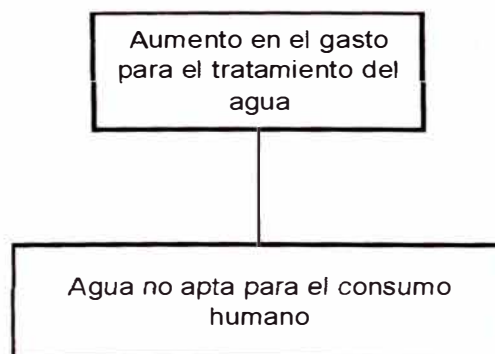 Aumento en el gasto
para el tratamiento del
agua
Agua no apta para el consumo
humano